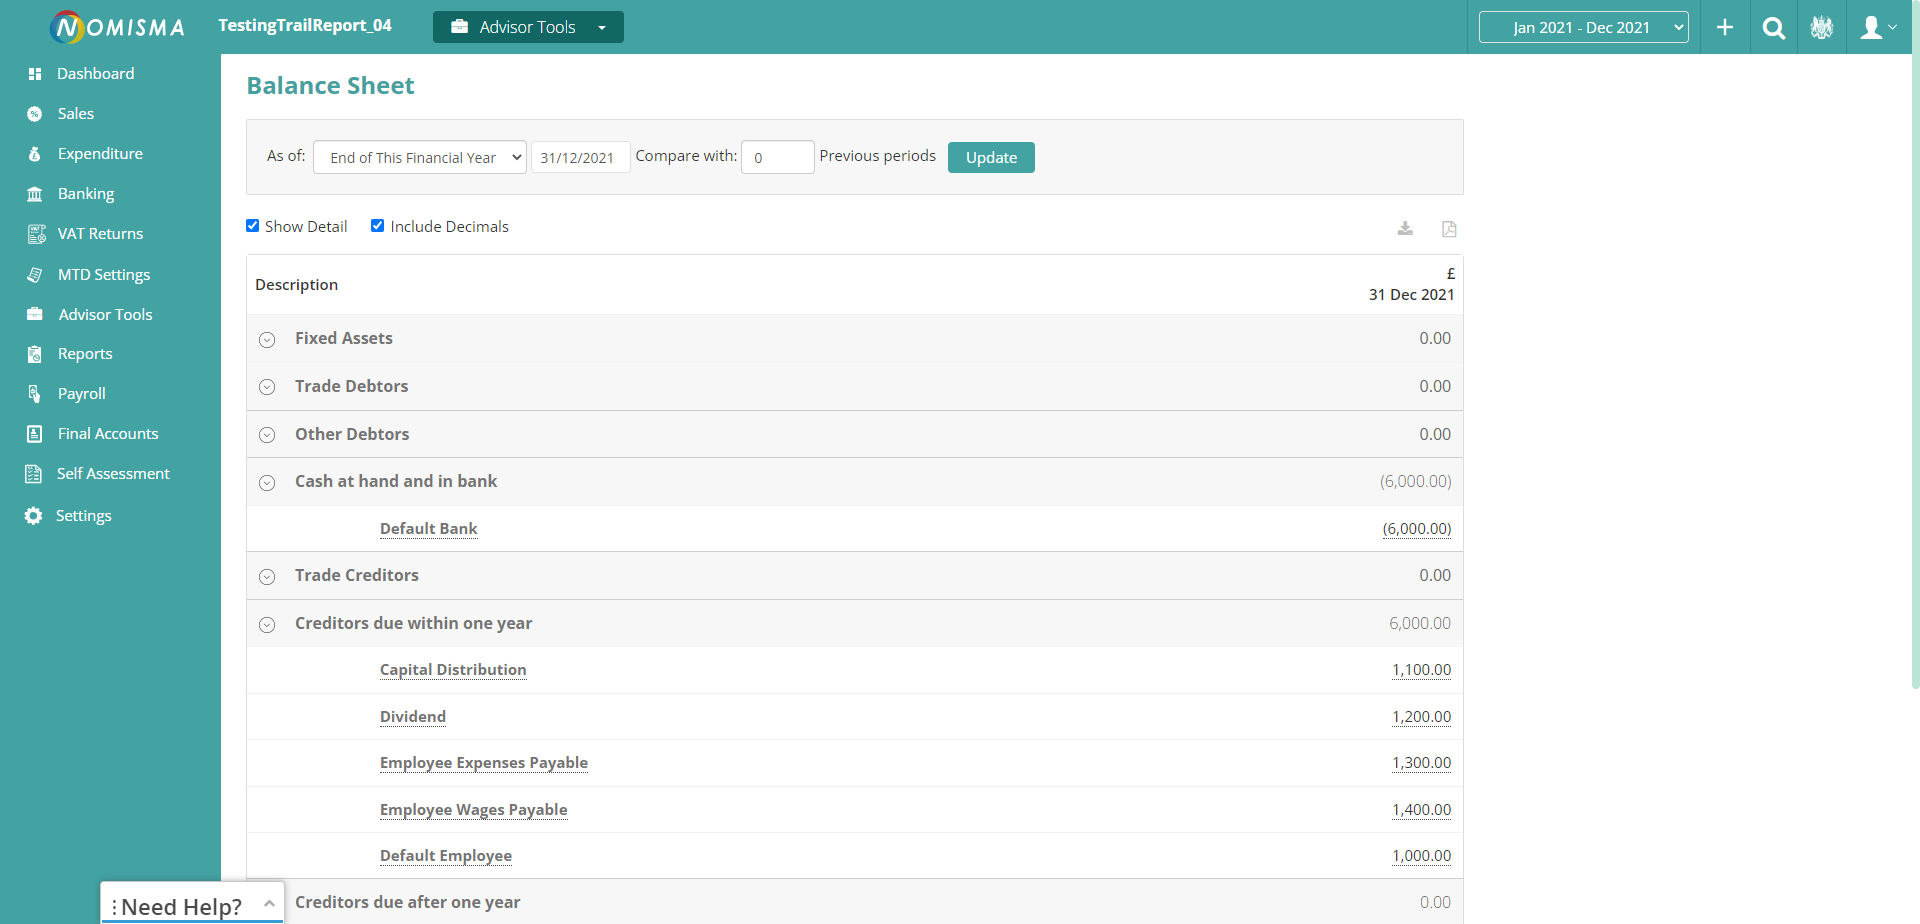 NOMISMA
TestingTrailReport_04
Advisor Tools
Jan 2021 - Dec 2021
Dashboard
Sales
Expenditure
Banking
VAT Returns
MTD Settings
Advisor Tools
Reports
Payroll
Final Accounts
Self Assessment
Settings
Balance Sheet
As of: End of This Financial Year 31/12/2021 Compare with: 0 Previous periods Update
Show Detail Include Decimals
£
Description 31 Dec 2021
Fixed Assets 0.00
Trade Debtors 0.00
Other Debtors 0.00
Cash at hand and in bank (6,000.00)
Default Bank (6,000.00)
Trade Creditors 0.00
Creditors due within one year 6,000.00
Capital Distribution 1,100.00
Dividend 1,200.00
Employee Expenses Payable 1,300.00
Employee Wages Payable 1,400.00
Default Employee 1,000.00
Creditors due after one year 0.00
Need Help?